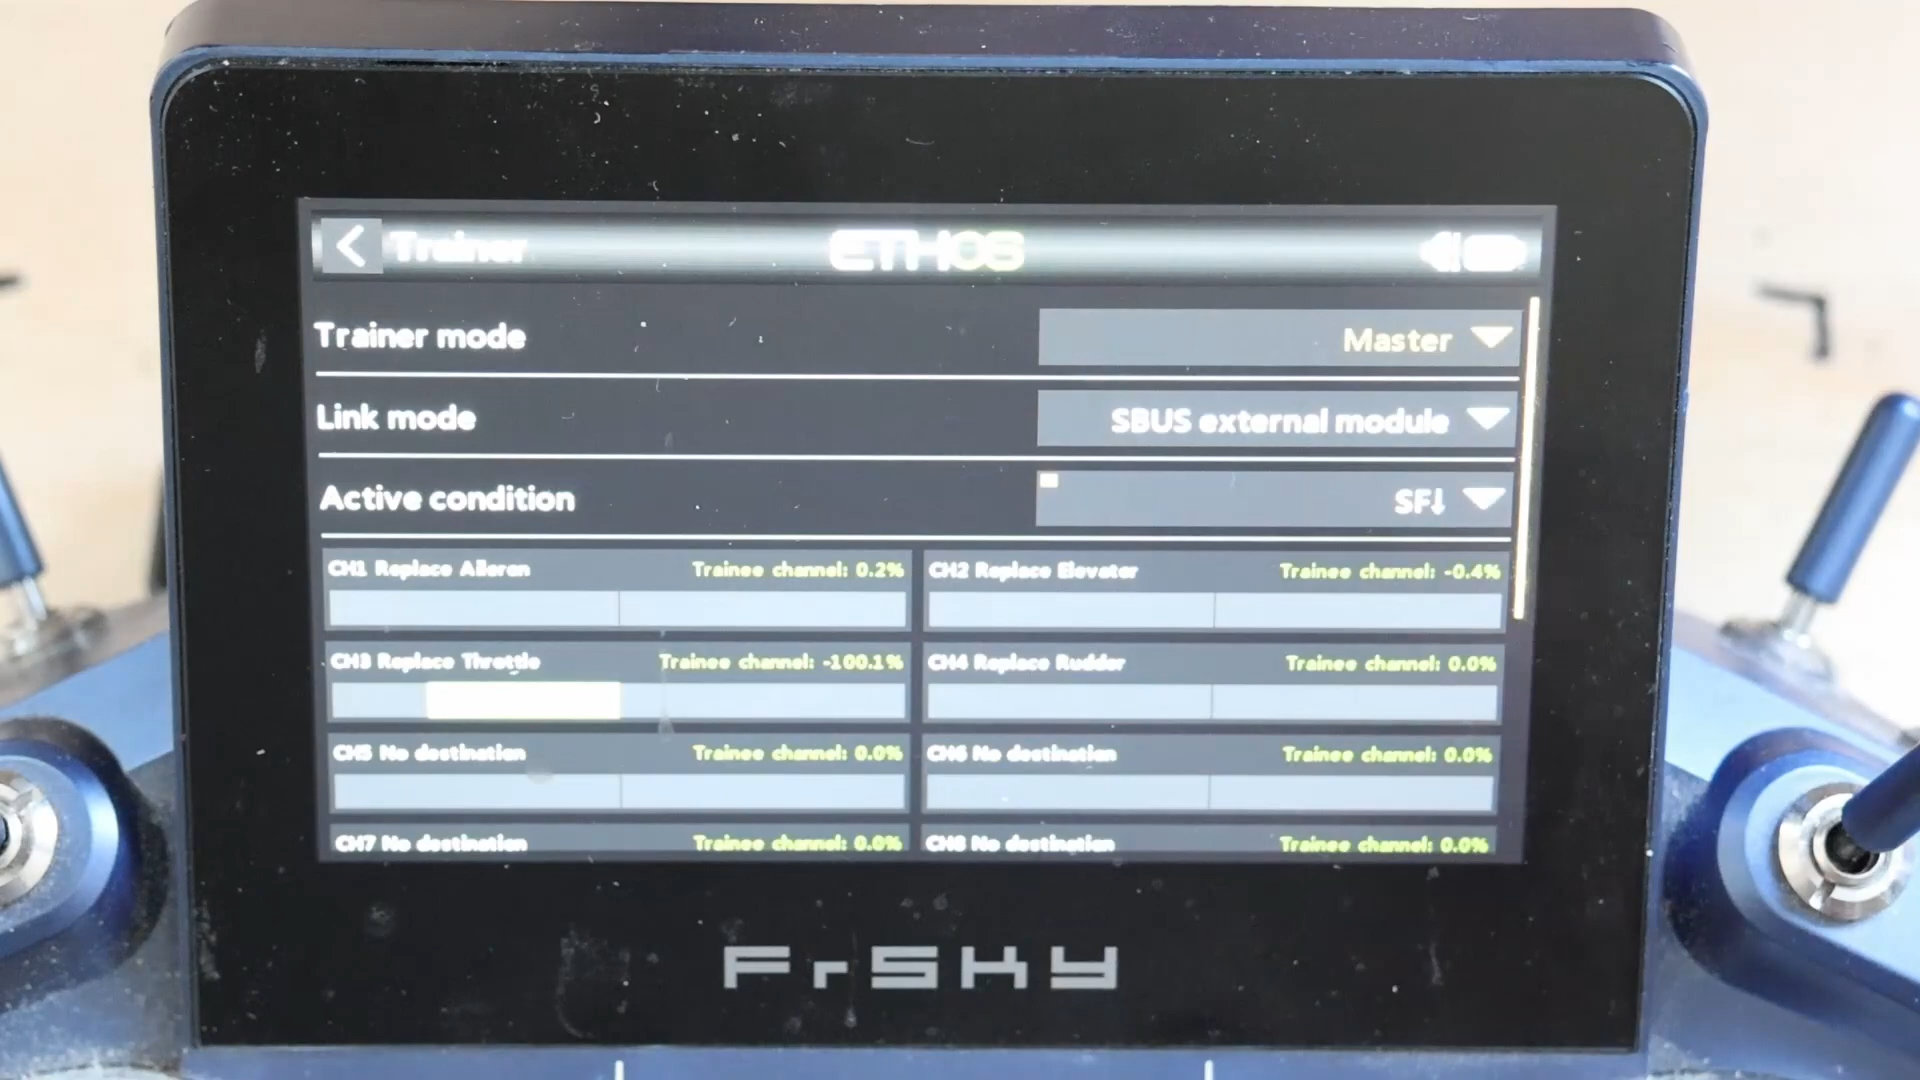 Trainer
ETHOS
Trainer mode
Master
Link mode
SBUS external module
Active condition
SF↓
CH1 Replace Aileron
Trainee channel: 0.2%
CH2 Replace Elevator
Trainee channel: -0.4%
CH3 Replace Throttle
Trainee channel: -100.1%
CH4 Replace Rudder
Trainee channel: 0.0%
CH5 No destination
Trainee channel: 0.0%
CH6 No destination
Trainee channel: 0.0%
CH7 No destination
Trainee channel: 0.0%
CH8 No destination
Trainee channel: 0.0%
FrSKY